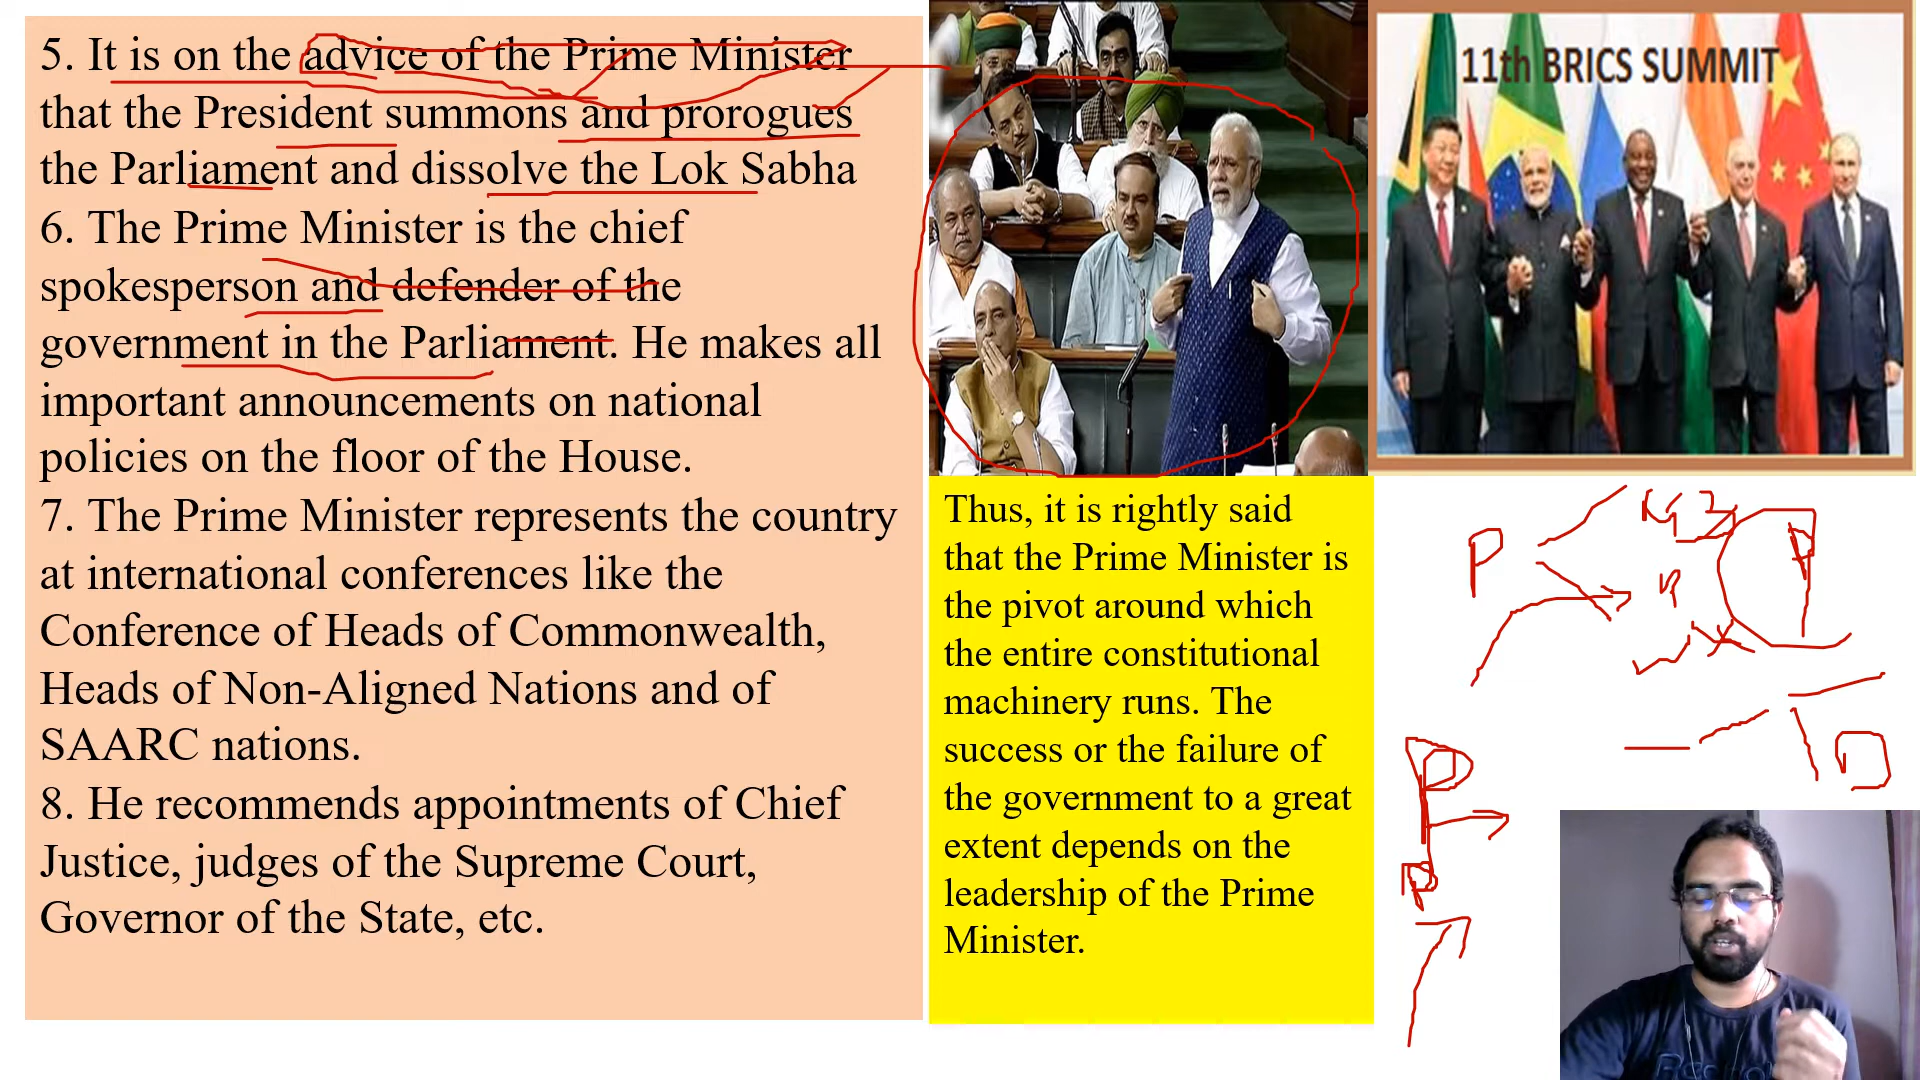 5. It is on the advice of the Prime Minister
that the President summons and prorogues
the Parliament and dissolve the Lok Sabha
6. The Prime Minister is the chief
spokesperson and defender of the
government in the Parliament. He makes all
important announcements on national
policies on the floor of the House.
7. The Prime Minister represents the country
at international conferences like the
Conference of Heads of Commonwealth,
Heads of Non-Aligned Nations and of
SAARC nations.
8. He recommends appointments of Chief
Justice, judges of the Supreme Court,
Governor of the State, etc.
11th BRICS SUMMIT
Thus, it is rightly said
that the Prime Minister is
the pivot around which
the entire constitutional
machinery runs. The
success or the failure of
the government to a great
extent depends on the
leadership of the Prime
Minister.
P
P